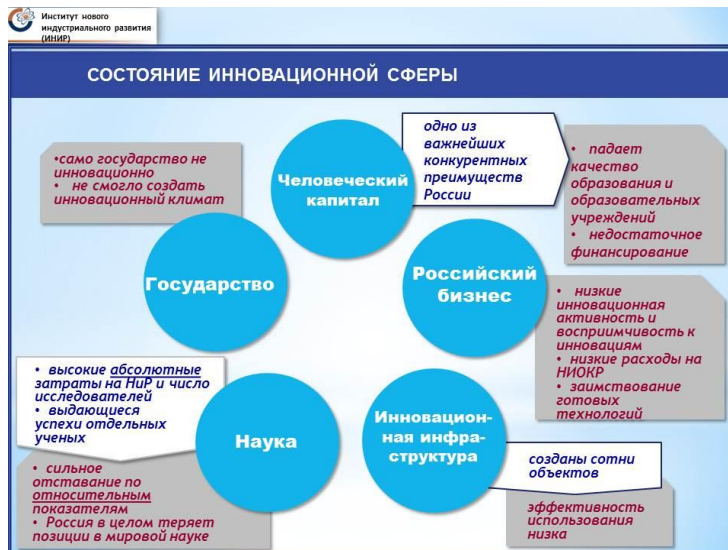 Институт нового
индустриального развития
(ИНИР)
СОСТОЯНИЕ ИННОВАЦИОННОЙ СФЕРЫ
•само государство не
инновационно
• не смогло создать
инновационный климат
Человеческий
капитал
одно из
важнейших
конкурентных
преимуществ
России
• падает
качество
образования и
образовательных
учреждений
• недостаточное
финансирование
Государство
Российский
бизнес
• низкие
инновационная
активность и
восприимчивость к
инновациям
• низкие расходы на
НИОКР
• заимствование
готовых
технологий
• высокие абсолютные
затраты на НиР и число
исследователей
• выдающиеся
успехи отдельных
ученых
Наука
• сильное
отставание по
относительным
показателям
• Россия в целом теряет
позиции в мировой науке
Инновацион-
ная инфра-
структура
созданы сотни
объектов
эффективность
использования
низка